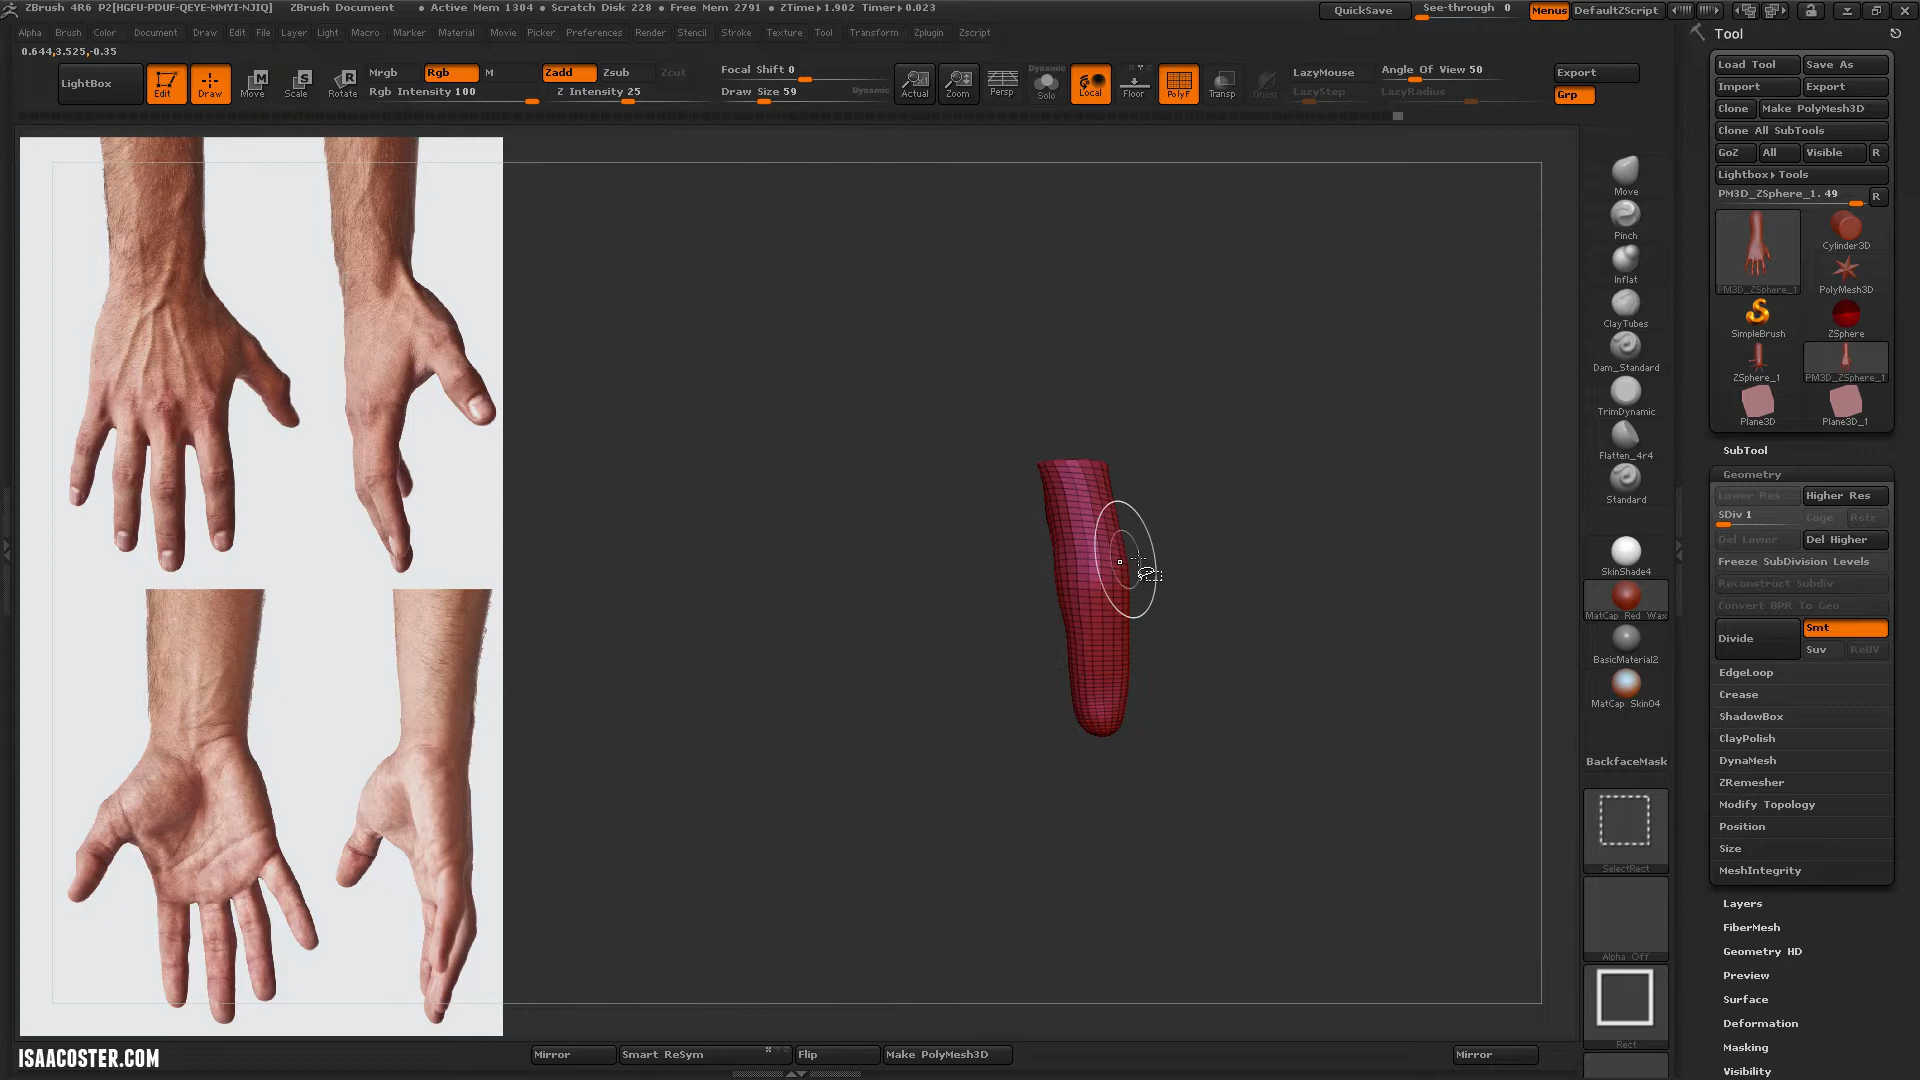 ZBrush 4R6 P2[HGFU-PDUF-QEYE-MMYI-NJIQ] ZBrush Document • Active Mem 1304 • Scratch Disk 228 • Free Mem 2791 • ZTime▸1.902 Timer▸0.023 QuickSave See-through 0 Menus DefaultZScript
Tool
Alpha Brush Color Document Draw Edit File Layer Light Macro Marker Material Movie Picker Preferences Render Stencil Stroke Texture Tool Transform Zplugin Zscript
0.644,3.525,-0.35
LightBox Edit Draw Move Scale Rotate
Mrgb Rgb M Zadd Zsub Zcut
Rgb Intensity 100 Z Intensity 25
Focal Shift 0
Draw Size 59 Dynamic
Actual Zoom Persp Dynamic Solo Local Floor PolyF Transp Ghost
LazyMouse
LazyStep LazyRadius
Angle Of View 50
Export
Grp
Load Tool Save As
Import Export
Clone Make PolyMesh3D
Clone All SubTools
GoZ All Visible R
Lightbox▸Tools
PM3D_ZSphere_1. 49 R
PM3D_ZSphere_1 Cylinder3D
PolyMesh3D
SimpleBrush ZSphere
ZSphere_1 PM3D_ZSphere_1
Plane3D Plane3D_1
SubTool
Geometry
Lower Res Higher Res
SDiv 1 Cage Rstr
Del Lower Del Higher
Freeze SubDivision Levels
Reconstruct Subdiv
Convert BPR To Geo
Divide Smt
Suv ReUV
EdgeLoop
Crease
ShadowBox
ClayPolish
DynaMesh
ZRemesher
Modify Topology
Position
Size
MeshIntegrity
Layers
FiberMesh
Geometry HD
Preview
Surface
Deformation
Masking
Visibility
Move
Pinch
Inflat
ClayTubes
Dam_Standard
TrimDynamic
Flatten_4r4
Standard
SkinShade4
MatCap Red Wax
BasicMaterial2
MatCap Skin04
BackfaceMask
SelectRect
Alpha Off
Rect
Mirror Smart ReSym Flip Make PolyMesh3D Mirror
ISAACOSTER.COM